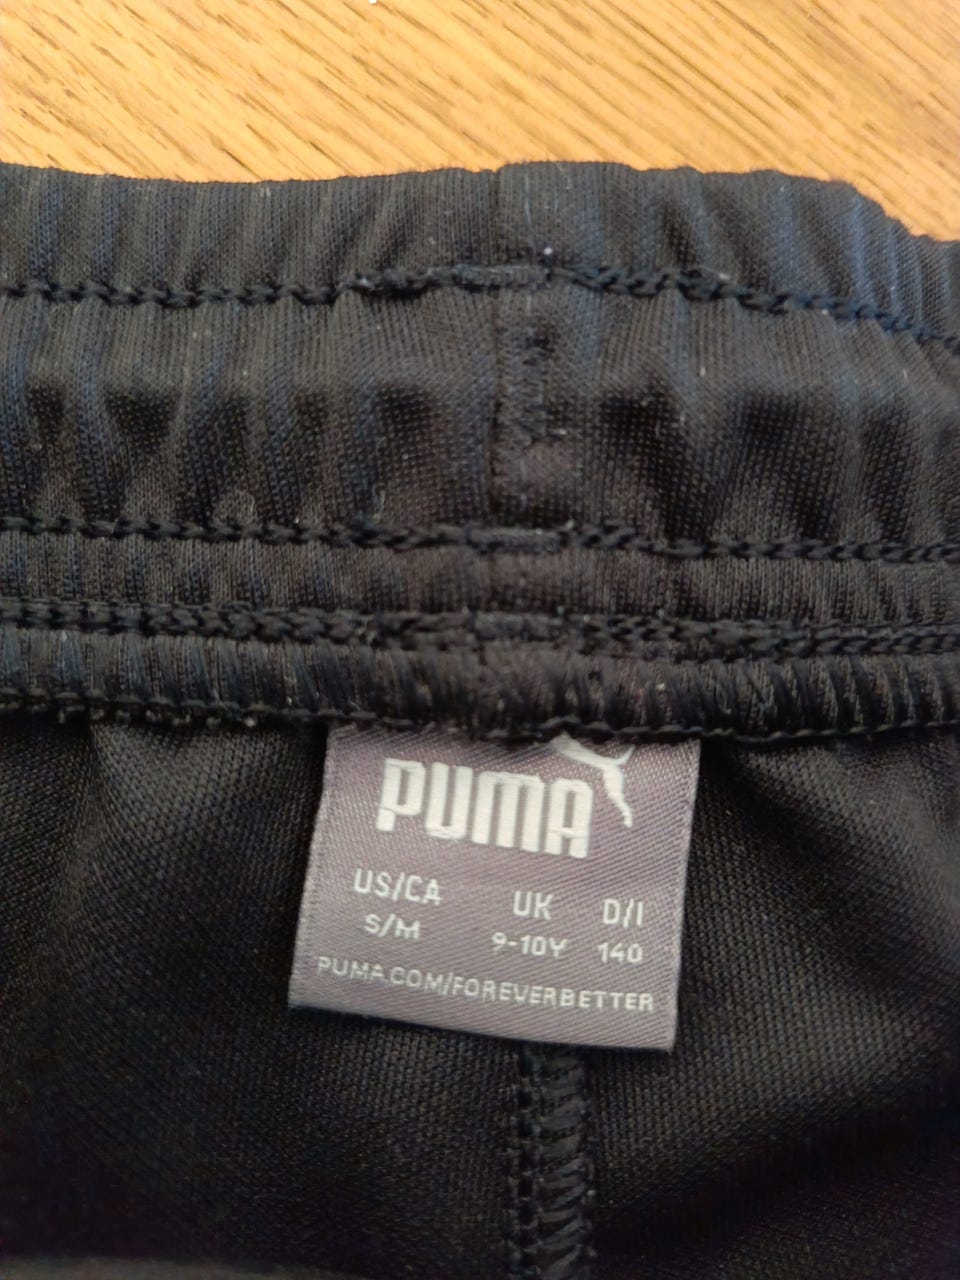 PUMA
US/CA UK D/I
S/M 9-10Y 140
PUMA.COM/FOREVERBETTER